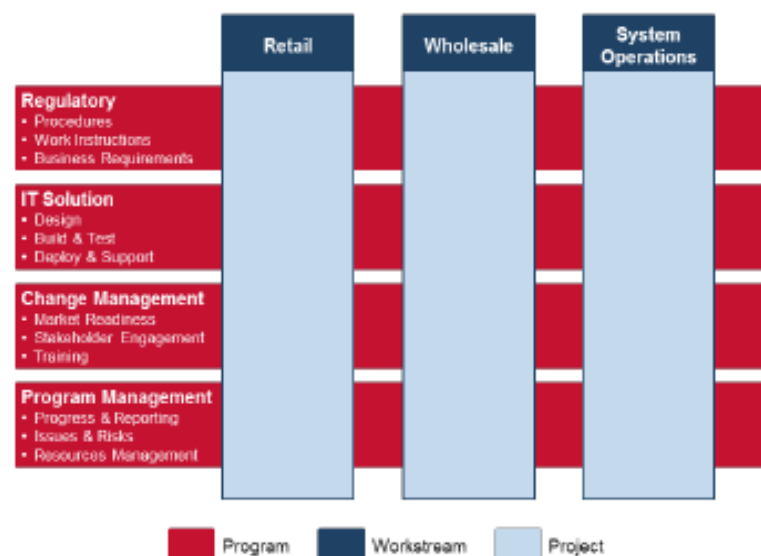 Retail
Wholesale
System
Operations
Regulatory
• Procedures
• Work Instructions
• Business Requirements
IT Solution
• Design
• Build & Test
• Deploy & Support
Change Management
• Market Readiness
• Stakeholder Engagement
• Training
Program Management
• Progress & Reporting
• Issues & Risks
• Resources Management
Program
Workstream
Project